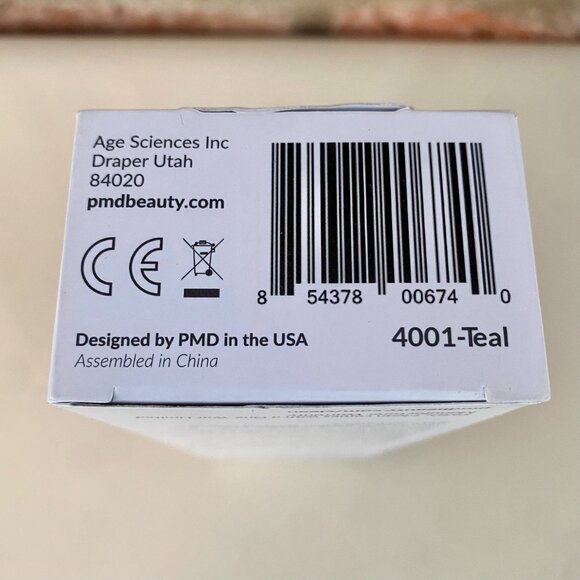 Age Sciences Inc
Draper Utah
84020
pmdbeauty.com
CE
8 54378 00674 0
Designed by PMD in the USA
Assembled in China
4001-Teal